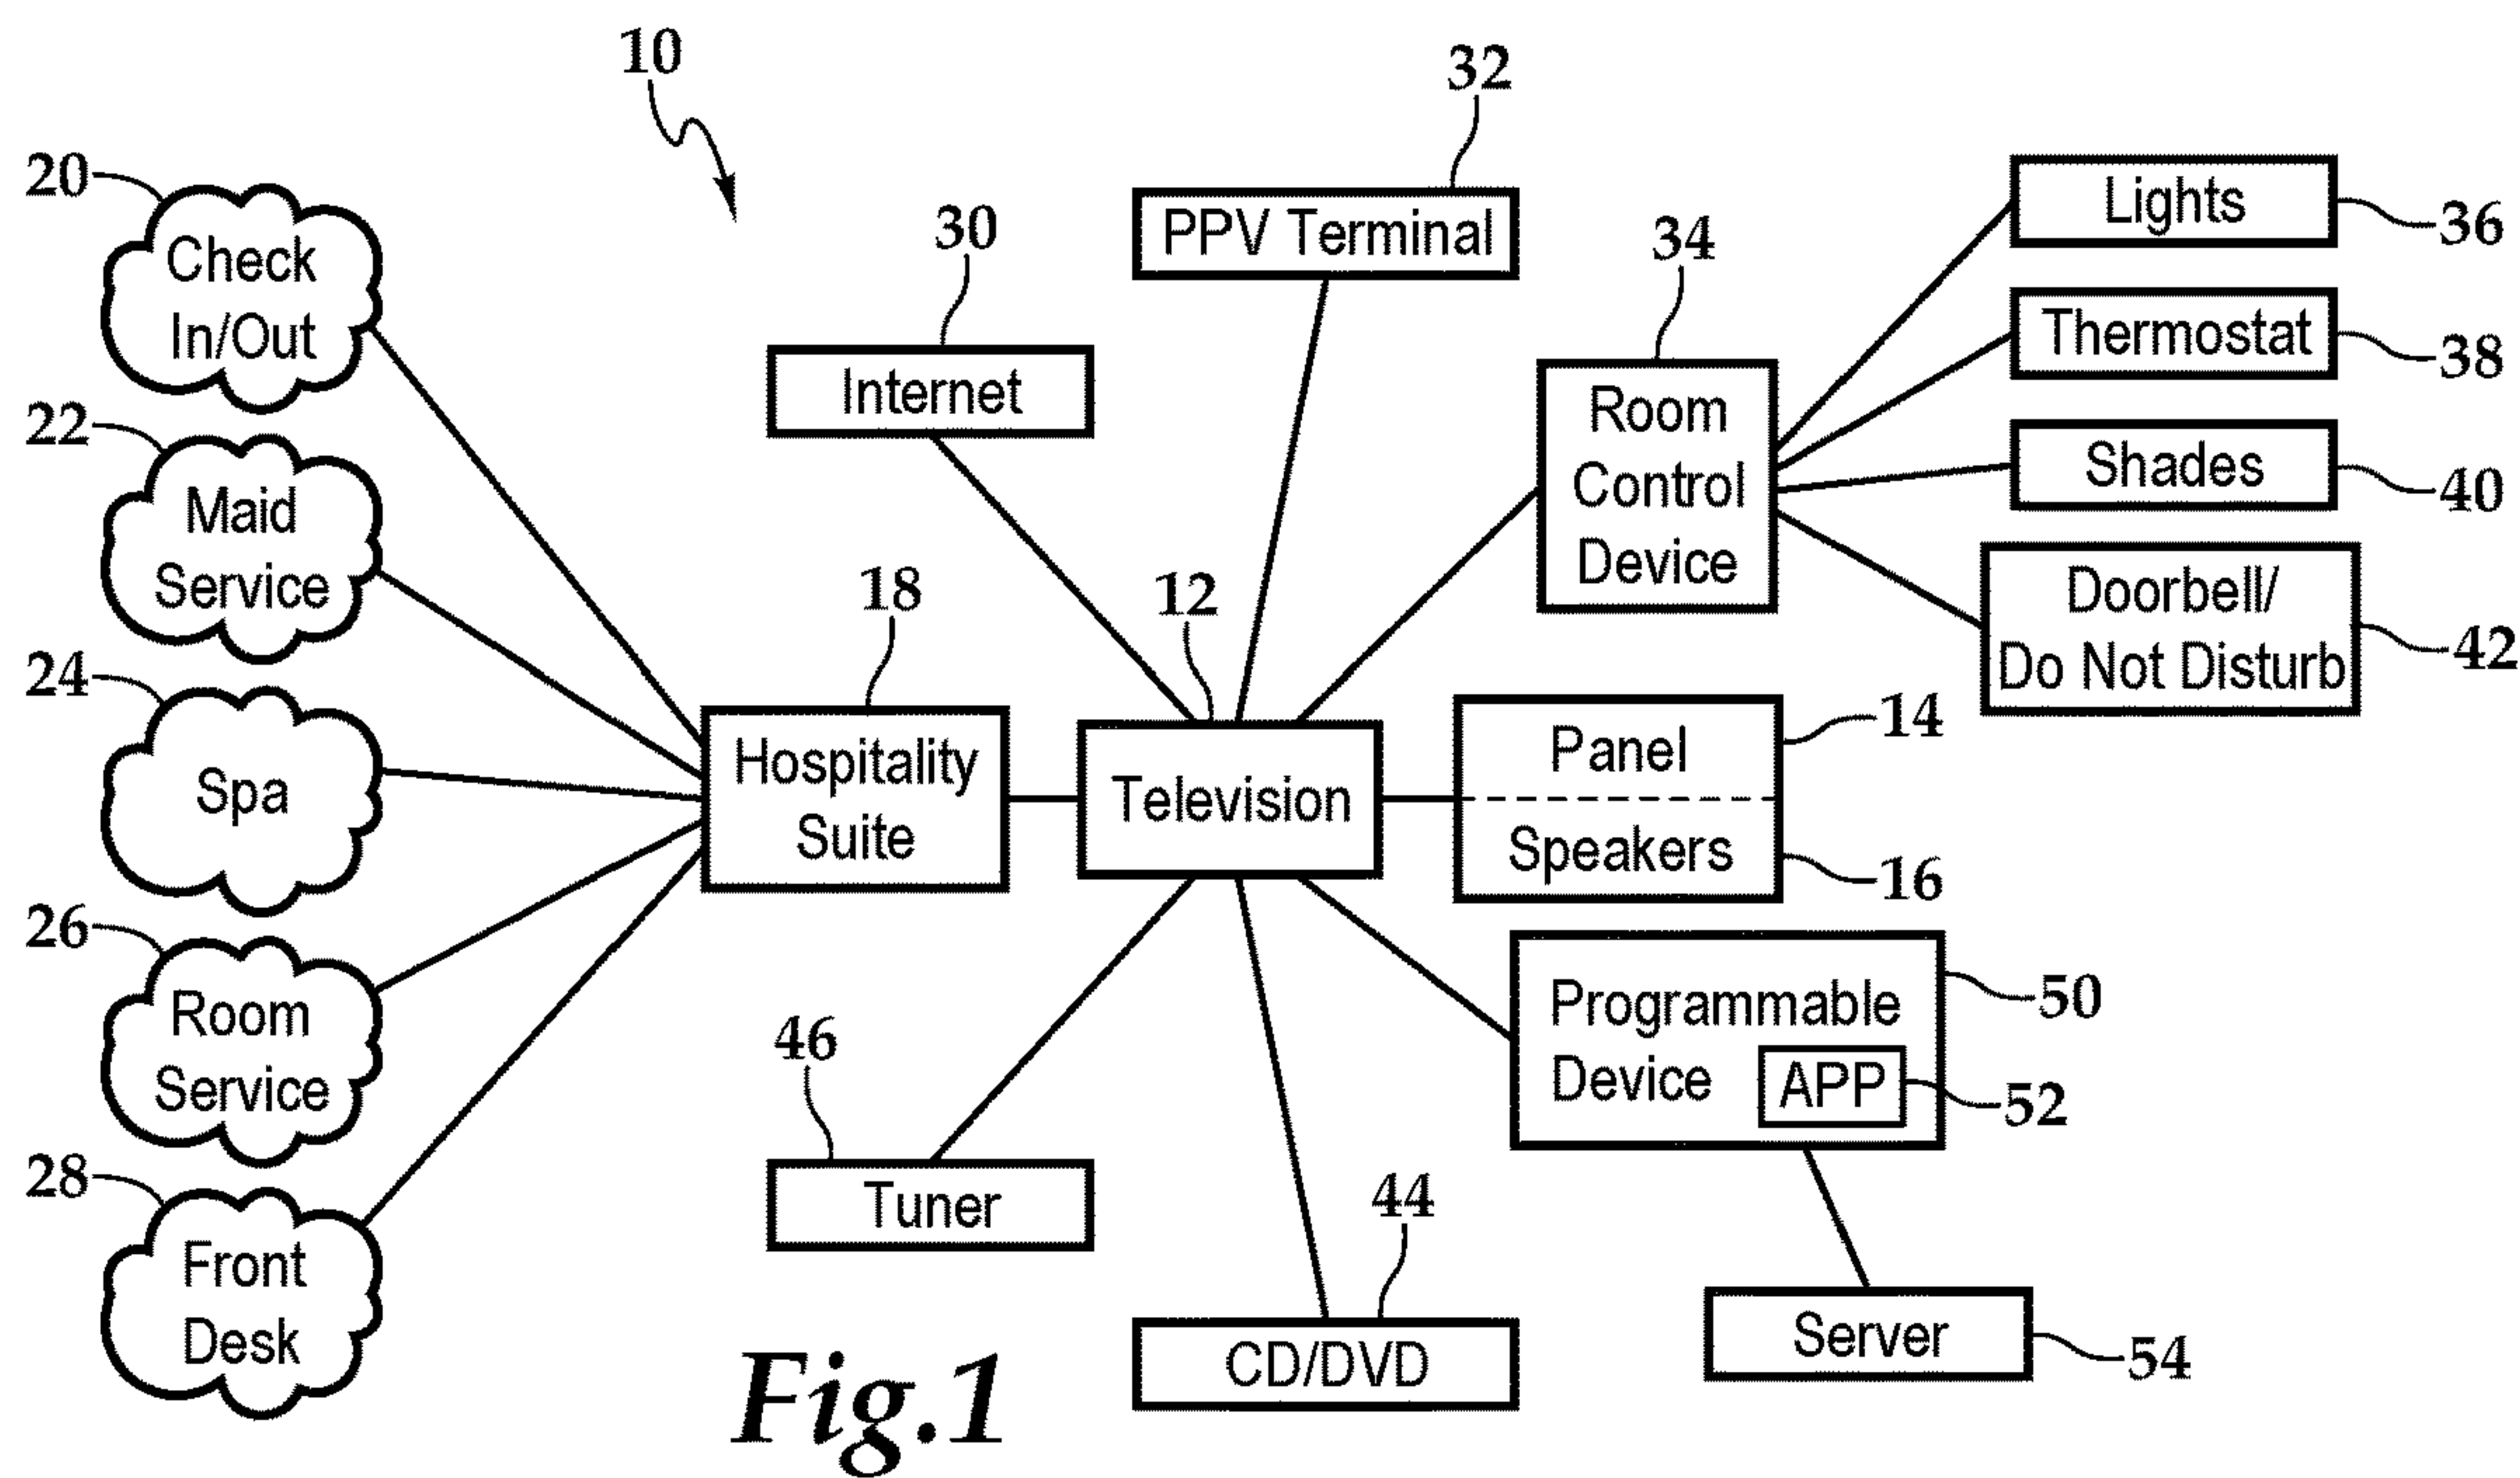 10
32
20
Check
In/Out
30
PPV Terminal
34
Lights
36
Internet
Thermostat
38
22
Maid
Service
Room
Control
Device
Shades
40
18
12
Doorbell/
Do Not Disturb
42
24
Spa
Hospitality
Suite
Television
Panel
14
Speakers
16
26
Room
Service
46
Programmable
Device
50
APP
52
28
Front
Desk
Tuner
44
CD/DVD
Server
54
Fig.1